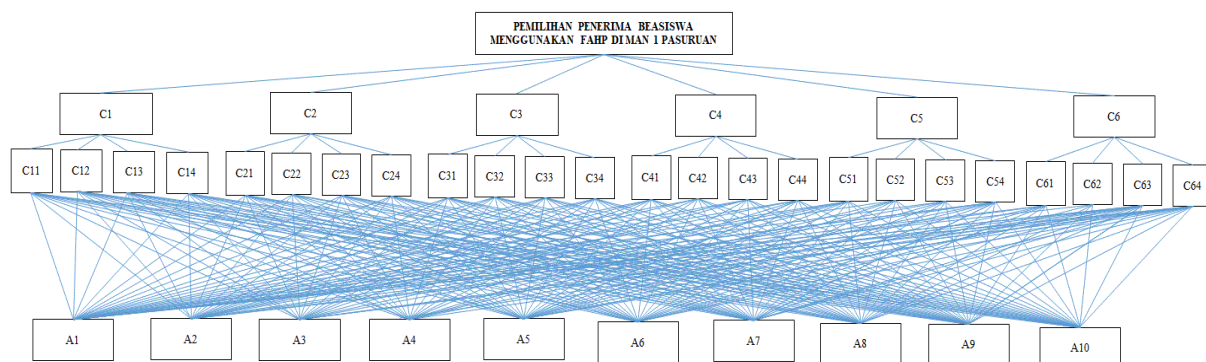 PEMILIHAN PENERIMA BEASISWA
MENGGUNAKAN FAHP DI MAN 1 PASURUAN
C1 C2 C3 C4 C5 C6
C11 C12 C13 C14 C21 C22 C23 C24 C31 C32 C33 C34 C41 C42 C43 C44 C51 C52 C53 C54 C61 C62 C63 C64
A1 A2 A3 A4 A5 A6 A7 A8 A9 A10